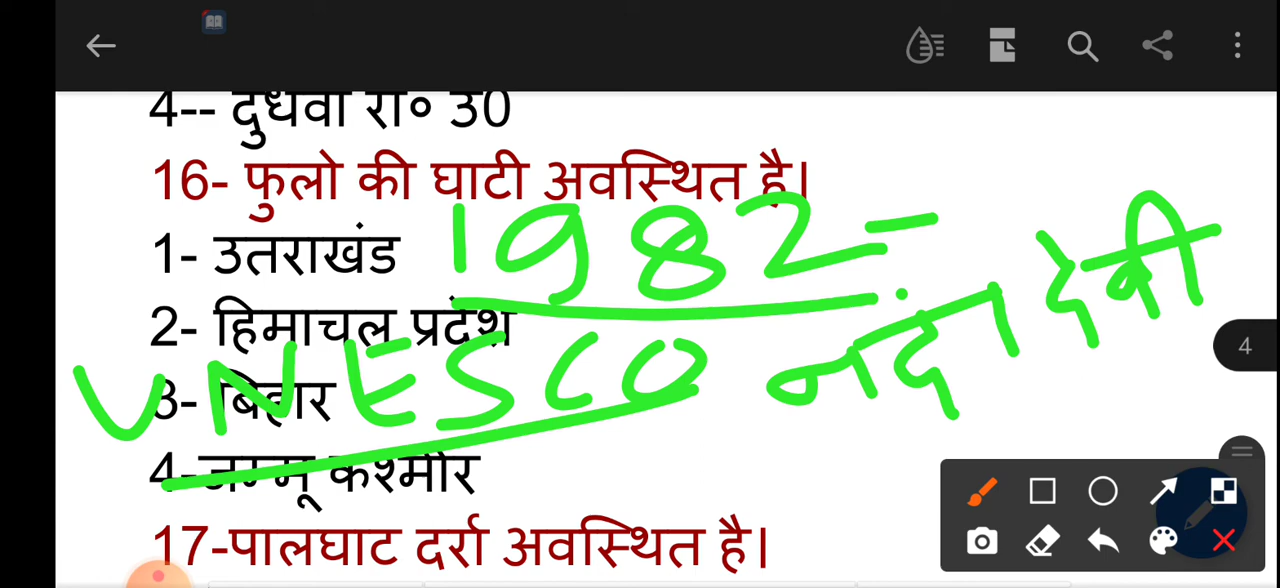 4-- दुधवा रा० उ0
16- फुलो की घाटी अवस्थित है।
1- उतराखंड
1982 =
2- हिमाचल प्रदेश
नंदा देवी
UNESCO
3- बिहार
4-जम्मू कश्मीर
17-पालघाट दर्रा अवस्थित है।
4